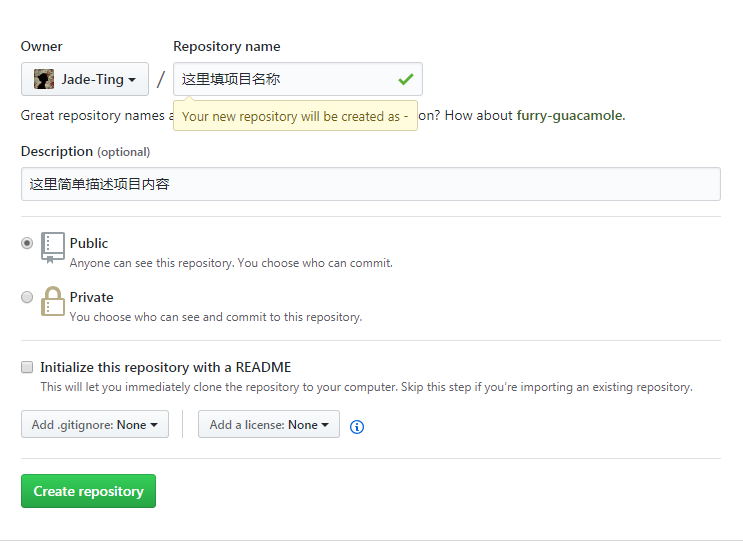 Owner
Repository name
Jade-Ting
/
这里填项目名称
Great repository names a
Your new repository will be created as -
on? How about furry-guacamole.
Description (optional)
这里简单描述项目内容
Public
Anyone can see this repository. You choose who can commit.
Private
You choose who can see and commit to this repository.
Initialize this repository with a README
This will let you immediately clone the repository to your computer. Skip this step if you're importing an existing repository.
Add .gitignore: None
Add a license: None
Create repository